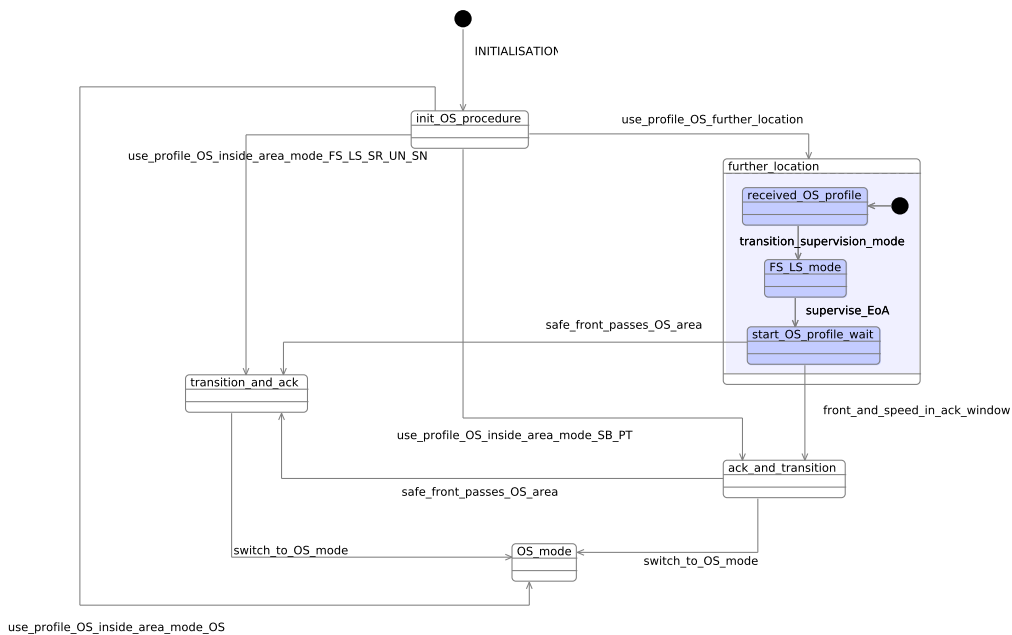 INITIALISATION
init_OS_procedure
use_profile_OS_further_location
use_profile_OS_inside_area_mode_FS_LS_SR_UN_SN
further_location
received_OS_profile
transition_supervision_mode
FS_LS_mode
supervise_EoA
safe_front_passes_OS_area
start_OS_profile_wait
transition_and_ack
front_and_speed_in_ack_window
use_profile_OS_inside_area_mode_SB_PT
ack_and_transition
safe_front_passes_OS_area
switch_to_OS_mode
OS_mode
switch_to_OS_mode
use_profile_OS_inside_area_mode_OS